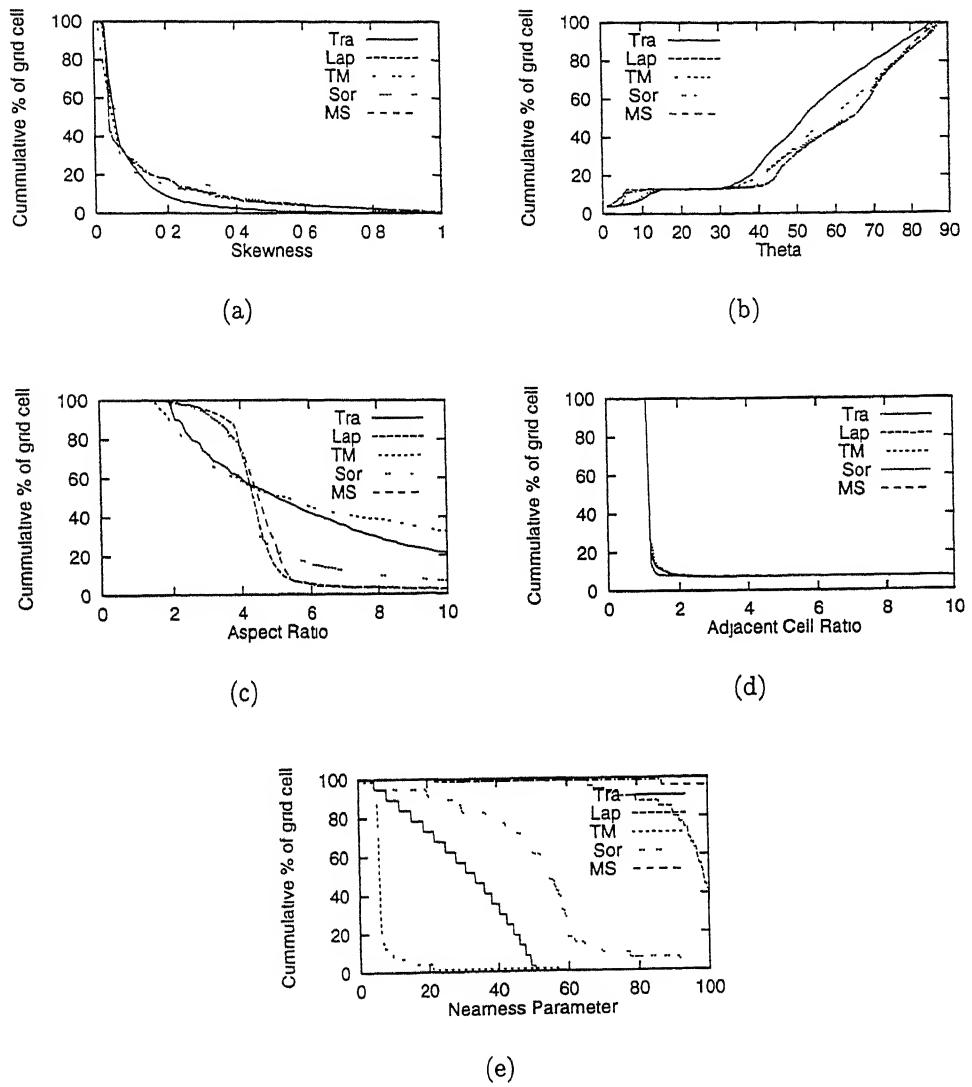 Cummulative % of grid cell
100
80
60
40
20
0
Tra
Lap
TM
Sor
MS
0 0 2 0 4 0 6 0 8 1
Skewness
(a)
Cummulative % of grid cell
100
80
60
40
20
0
Tra
Lap
TM
Sor
MS
0 10 20 30 40 50 60 70 80 90
Theta
(b)
Cummulative % of grid cell
100
80
60
40
20
0
Tra
Lap
TM
Sor
MS
0 2 4 6 8 10
Aspect Ratio
(c)
Cummulative % of grid cell
100
80
60
40
20
0
Tra
Lap
TM
Sor
MS
0 2 4 6 8 10
Adjacent Cell Ratio
(d)
Cummulative % of grid cell
100
80
60
40
20
0
Tra
Lap
TM
Sor
MS
0 20 40 60 80 100
Nearness Parameter
(e)